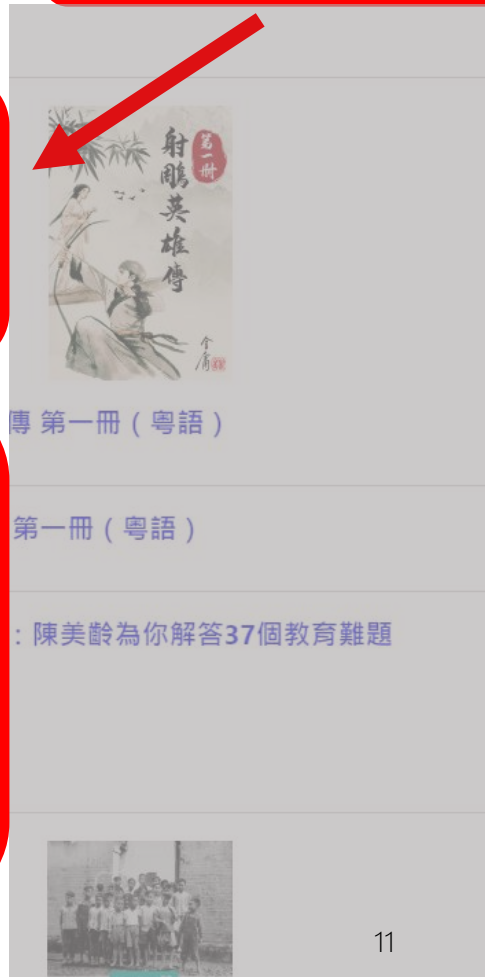 射鵰英雄傳
第一冊
金庸
傳 第一冊（粵語）
第一冊（粵語）
：陳美齡為你解答37個教育難題
11